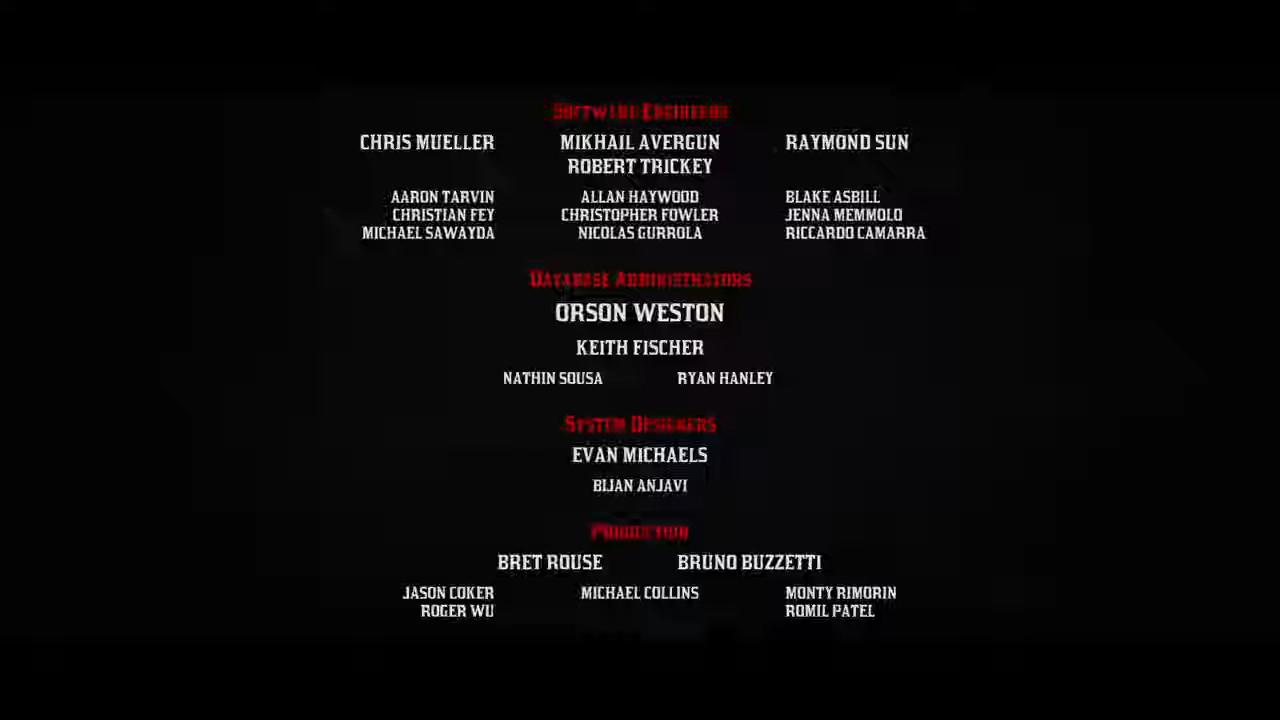 SOFTWARE ENGINEERS
CHRIS MUELLER MIKHAIL AVERGUN RAYMOND SUN
ROBERT TRICKEY
AARON TARVIN ALLAN HAYWOOD BLAKE ASBILL
CHRISTIAN FEY CHRISTOPHER FOWLER JENNA MEMMOLO
MICHAEL SAWAYDA NICOLAS GURROLA RICCARDO CAMARRA
DATABASE ADMINISTRATORS
ORSON WESTON
KEITH FISCHER
NATHIN SOUSA RYAN HANLEY
SYSTEM DESIGNERS
EVAN MICHAELS
BIJAN ANJAVI
PRODUCTION
BRET ROUSE BRUNO BUZZETTI
JASON COKER MICHAEL COLLINS MONTY RIMORIN
ROGER WU ROMIL PATEL